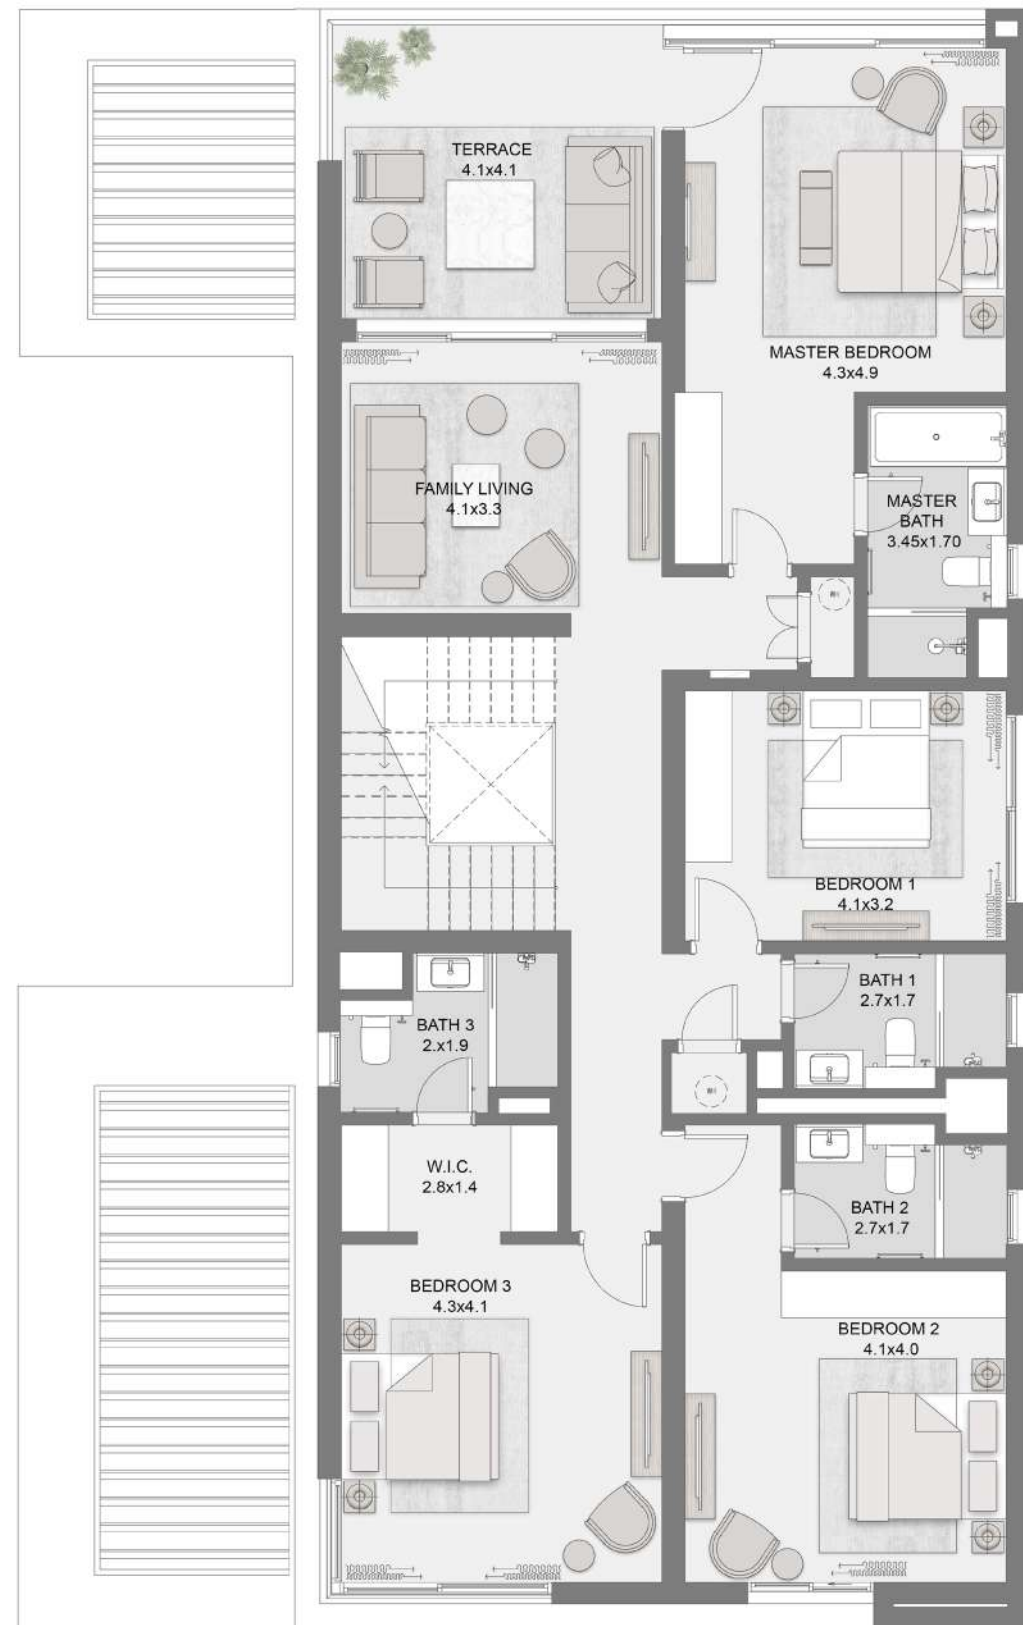 TERRACE
4.1x4.1
MASTER BEDROOM
4.3x4.9
FAMILY LIVING
4.1x3.3
MASTER
BATH
3.45x1.70
BEDROOM 1
4.1x3.2
BATH 1
2.7x1.7
BATH 3
2.x1.9
W.I.C.
2.8x1.4
BATH 2
2.7x1.7
BEDROOM 3
4.3x4.1
BEDROOM 2
4.1x4.0